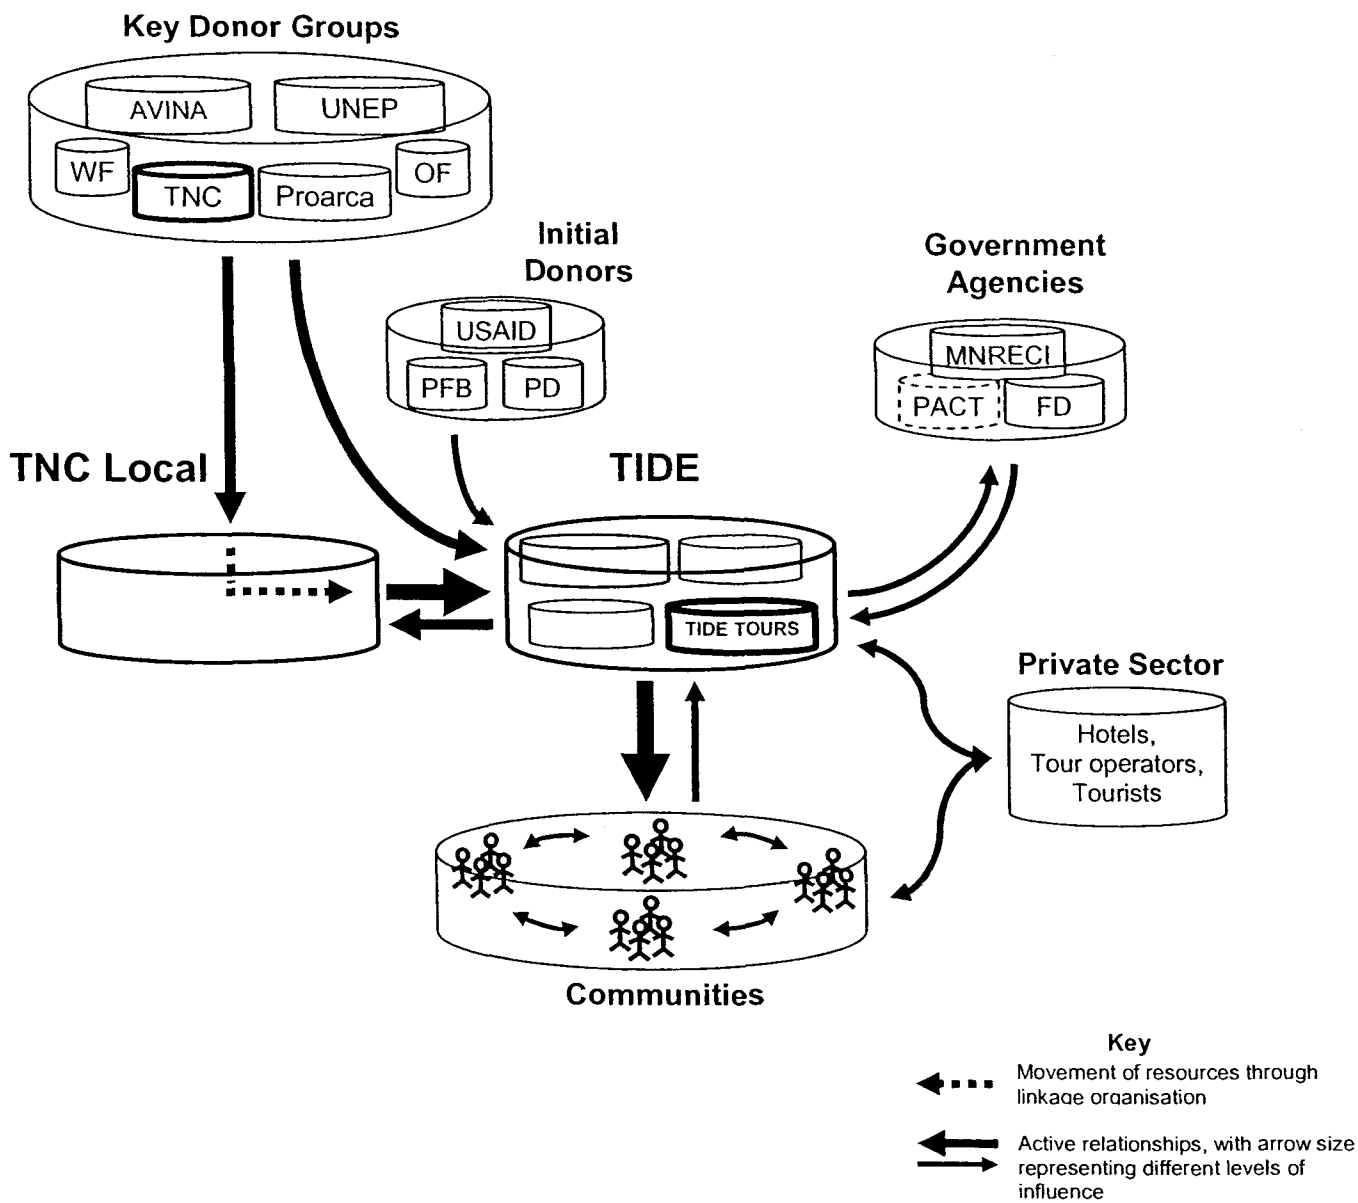 Key Donor Groups
AVINA
UNEP
WF
TNC
Proarca
OF
Initial
Donors
USAID
PFB
PD
Government
Agencies
MNRECI
PACT
FD
TNC Local
TIDE
TIDE TOURS
Private Sector
Hotels,
Tour operators,
Tourists
Communities
Key
Movement of resources through
linkage organisation
Active relationships, with arrow size
representing different levels of
influence